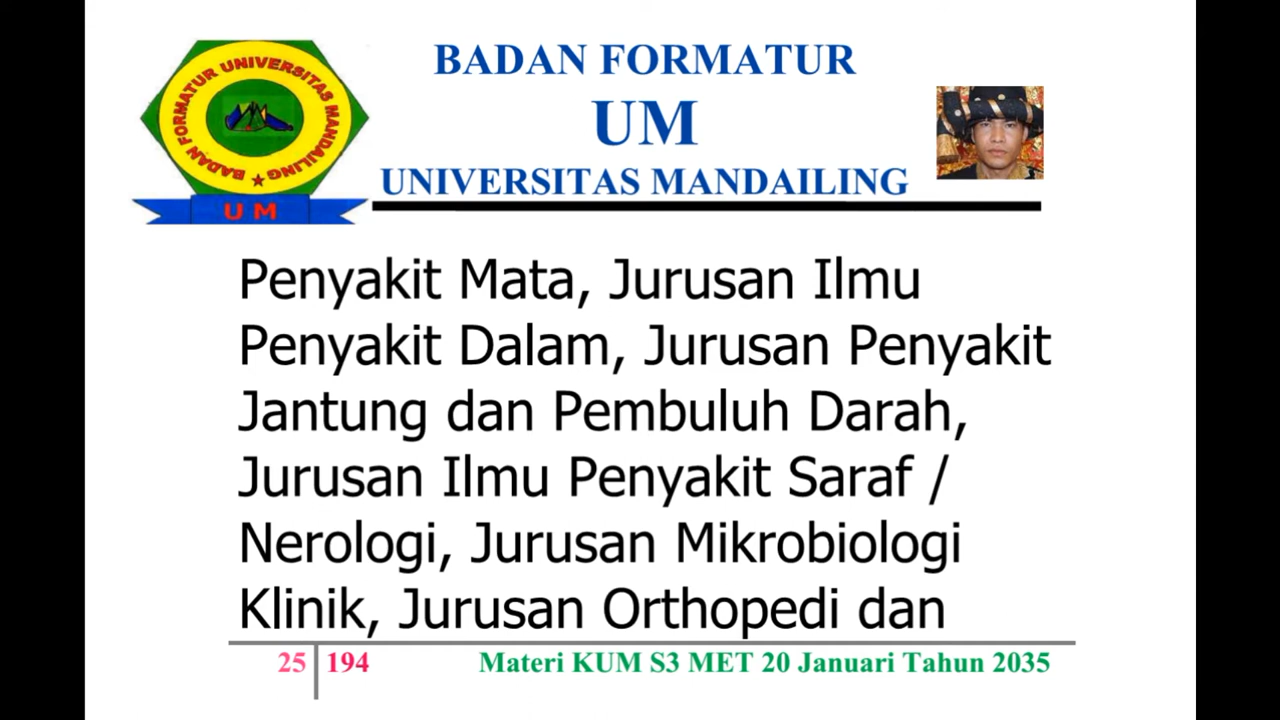 BADAN FORMATUR UNIVERSITAS MANDAILING
U M
BADAN FORMATUR
UM
UNIVERSITAS MANDAILING
Penyakit Mata, Jurusan Ilmu
Penyakit Dalam, Jurusan Penyakit
Jantung dan Pembuluh Darah,
Jurusan Ilmu Penyakit Saraf /
Nerologi, Jurusan Mikrobiologi
Klinik, Jurusan Orthopedi dan
25 194 Materi KUM S3 MET 20 Januari Tahun 2035